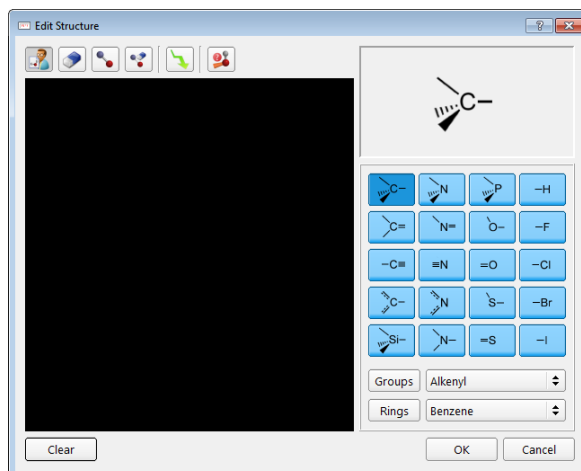 Edit Structure
C
C N P -H
C= N= O- -F
-C≡ ≡N =O -Cl
C- N S- -Br
Si- N- =S -I
Groups Alkenyl
Rings Benzene
Clear OK Cancel